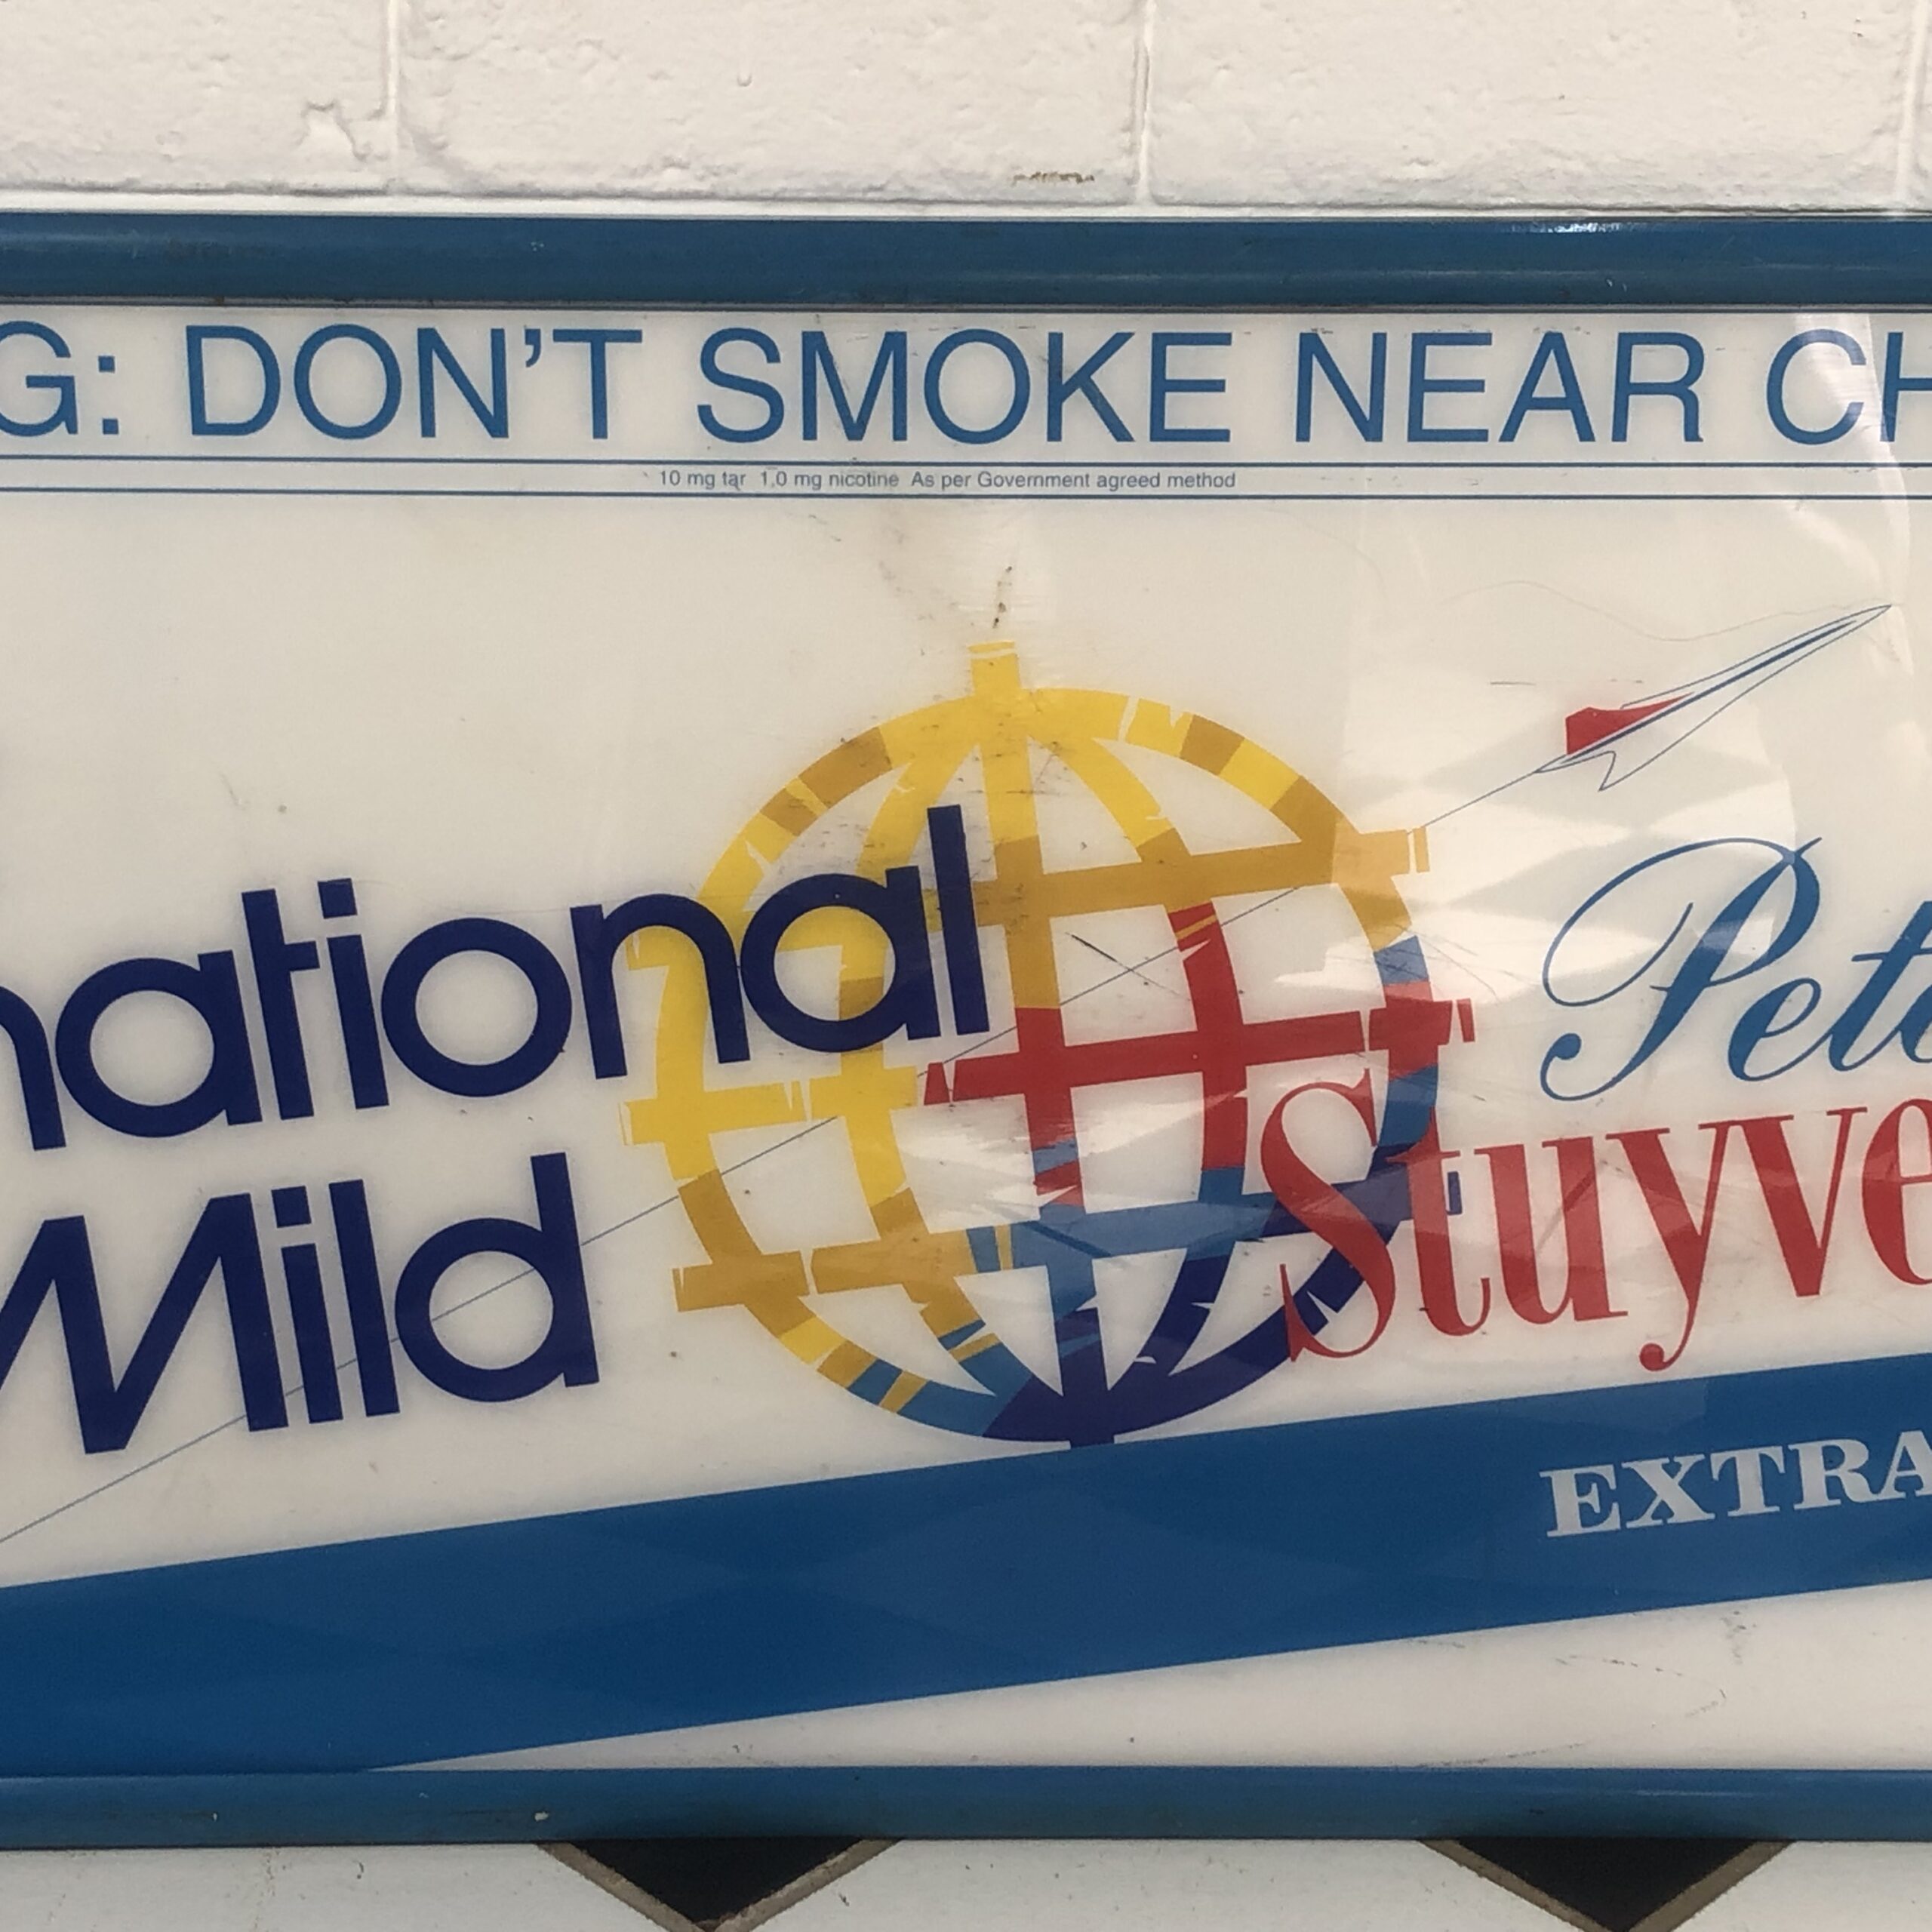 G: DON'T SMOKE NEAR CH
10 mg tar 1,0 mg nicotine As per Government agreed method
national
Mild
Pete
Stuyve
EXTRA